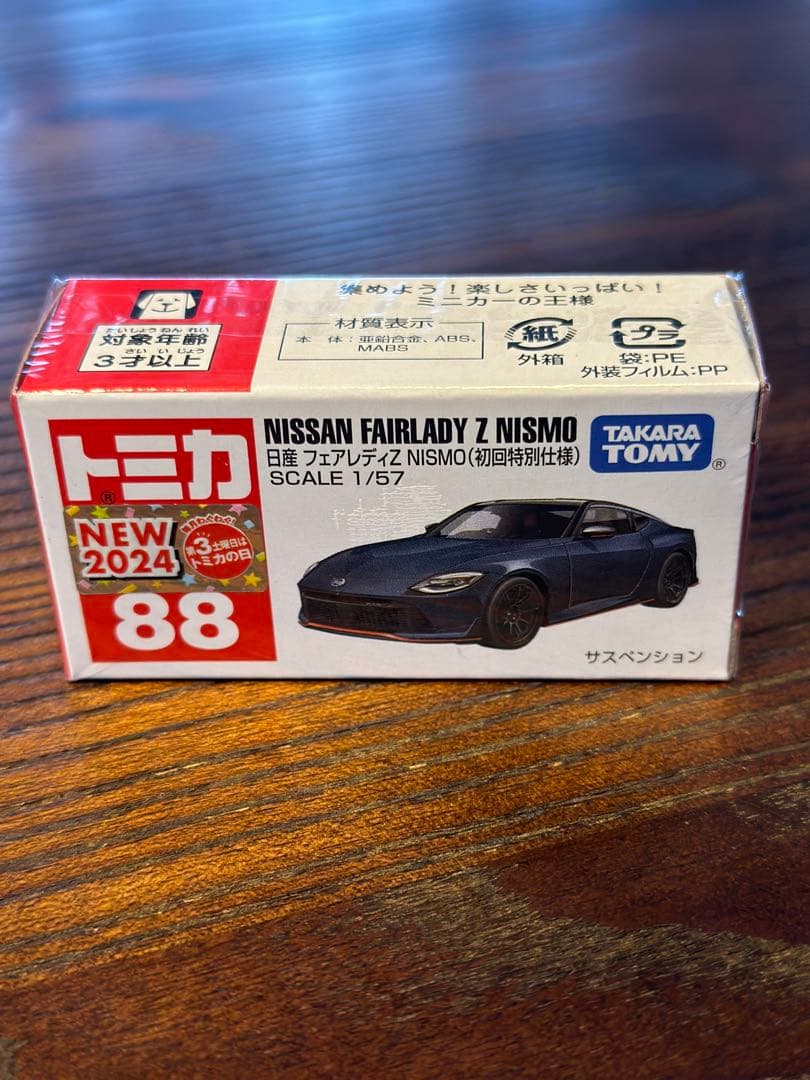 集めよう！楽しさいっぱい！
ミニカーの王様
たいしょうねんれい
対象年齢
さいいじょう
3才以上
材質表示
本 体：亜鉛合金、ABS、
MABS
紙
外箱
プラ
袋：PE
外装フィルム：PP
トミカ
®
NEW
2024
毎月わくわく！
第3土曜日は
トミカの日
88
NISSAN FAIRLADY Z NISMO
日産 フェアレディZ NISMO（初回特別仕様）
SCALE 1/57
TAKARA
TOMY
®
サスペンション